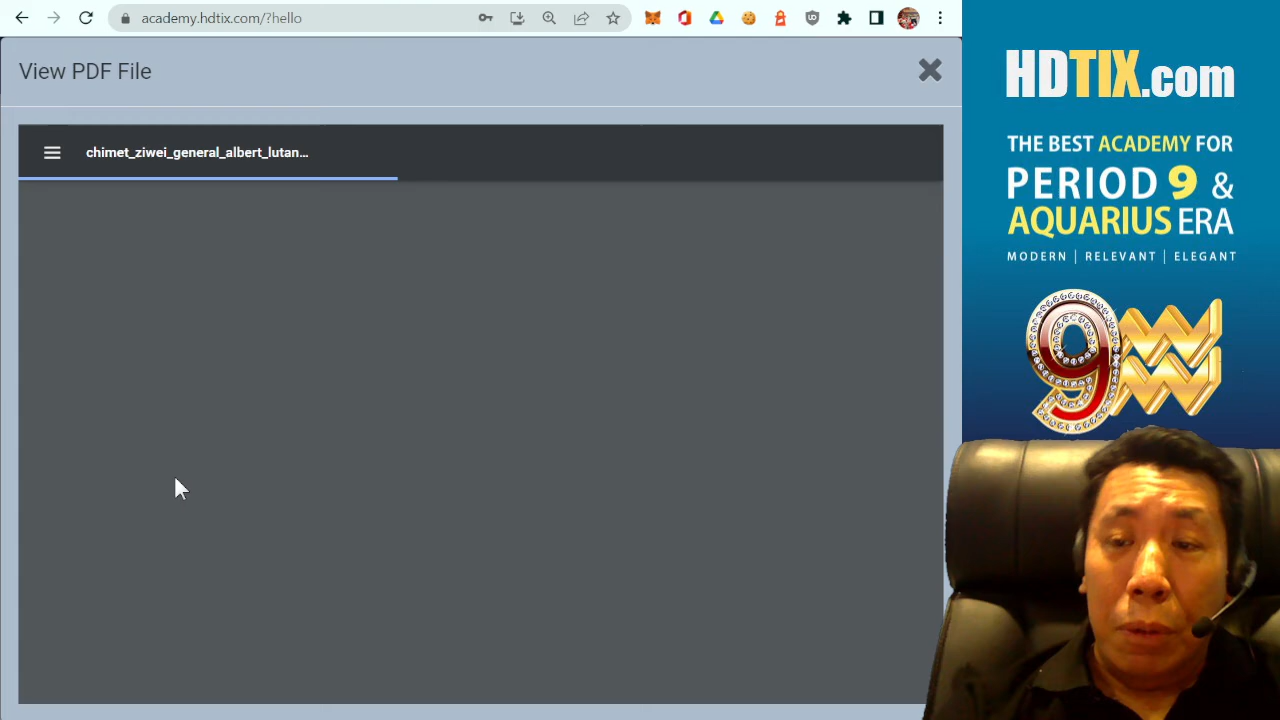 academy.hdtix.com/?hello
View PDF File
chimet_ziwei_general_albert_lutan...
HDTIX.com
THE BEST ACADEMY FOR
PERIOD 9 &
AQUARIUS ERA
MODERN | RELEVANT | ELEGANT
9